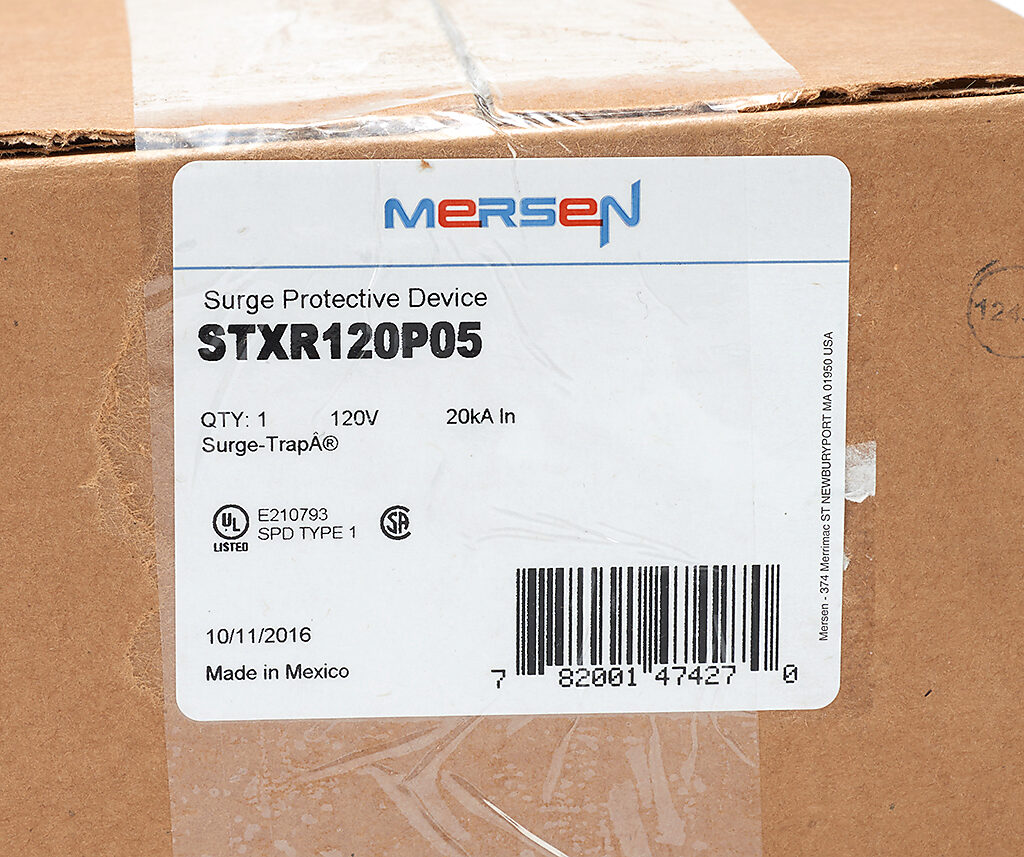 MERSEN
Surge Protective Device
STXR120P05
QTY: 1 120V 20kA In
Surge-TrapÂ®
UL
LISTED
E210793
SPD TYPE 1
SA
10/11/2016
Made in Mexico
7 82001 47427 0
Mersen - 374 Merrimac ST NEWBURYPORT MA 01950 USA